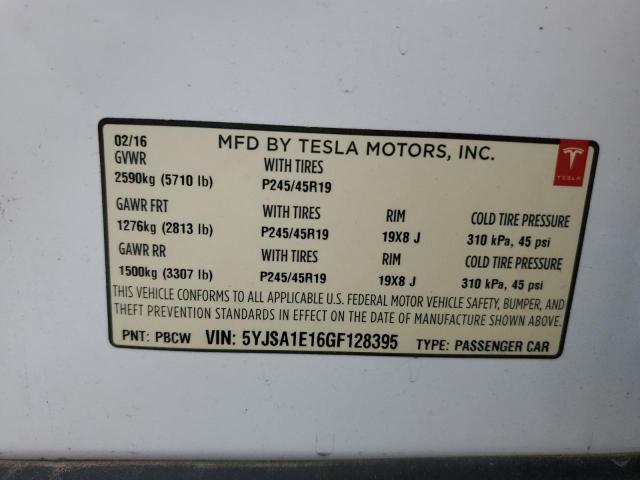 02/16
MFD BY TESLA MOTORS, INC.
GVWR WITH TIRES
2590kg (5710 lb) P245/45R19
TESLA
GAWR FRT WITH TIRES RIM COLD TIRE PRESSURE
1276kg (2813 lb) P245/45R19 19X8 J 310 kPa, 45 psi
GAWR RR WITH TIRES RIM COLD TIRE PRESSURE
1500kg (3307 lb) P245/45R19 19X8 J 310 kPa, 45 psi
THIS VEHICLE CONFORMS TO ALL APPLICABLE U.S. FEDERAL MOTOR VEHICLE SAFETY, BUMPER, AND
THEFT PREVENTION STANDARDS IN EFFECT ON THE DATE OF MANUFACTURE SHOWN ABOVE.
PNT: PBCW VIN: 5YJSA1E16GF128395 TYPE: PASSENGER CAR